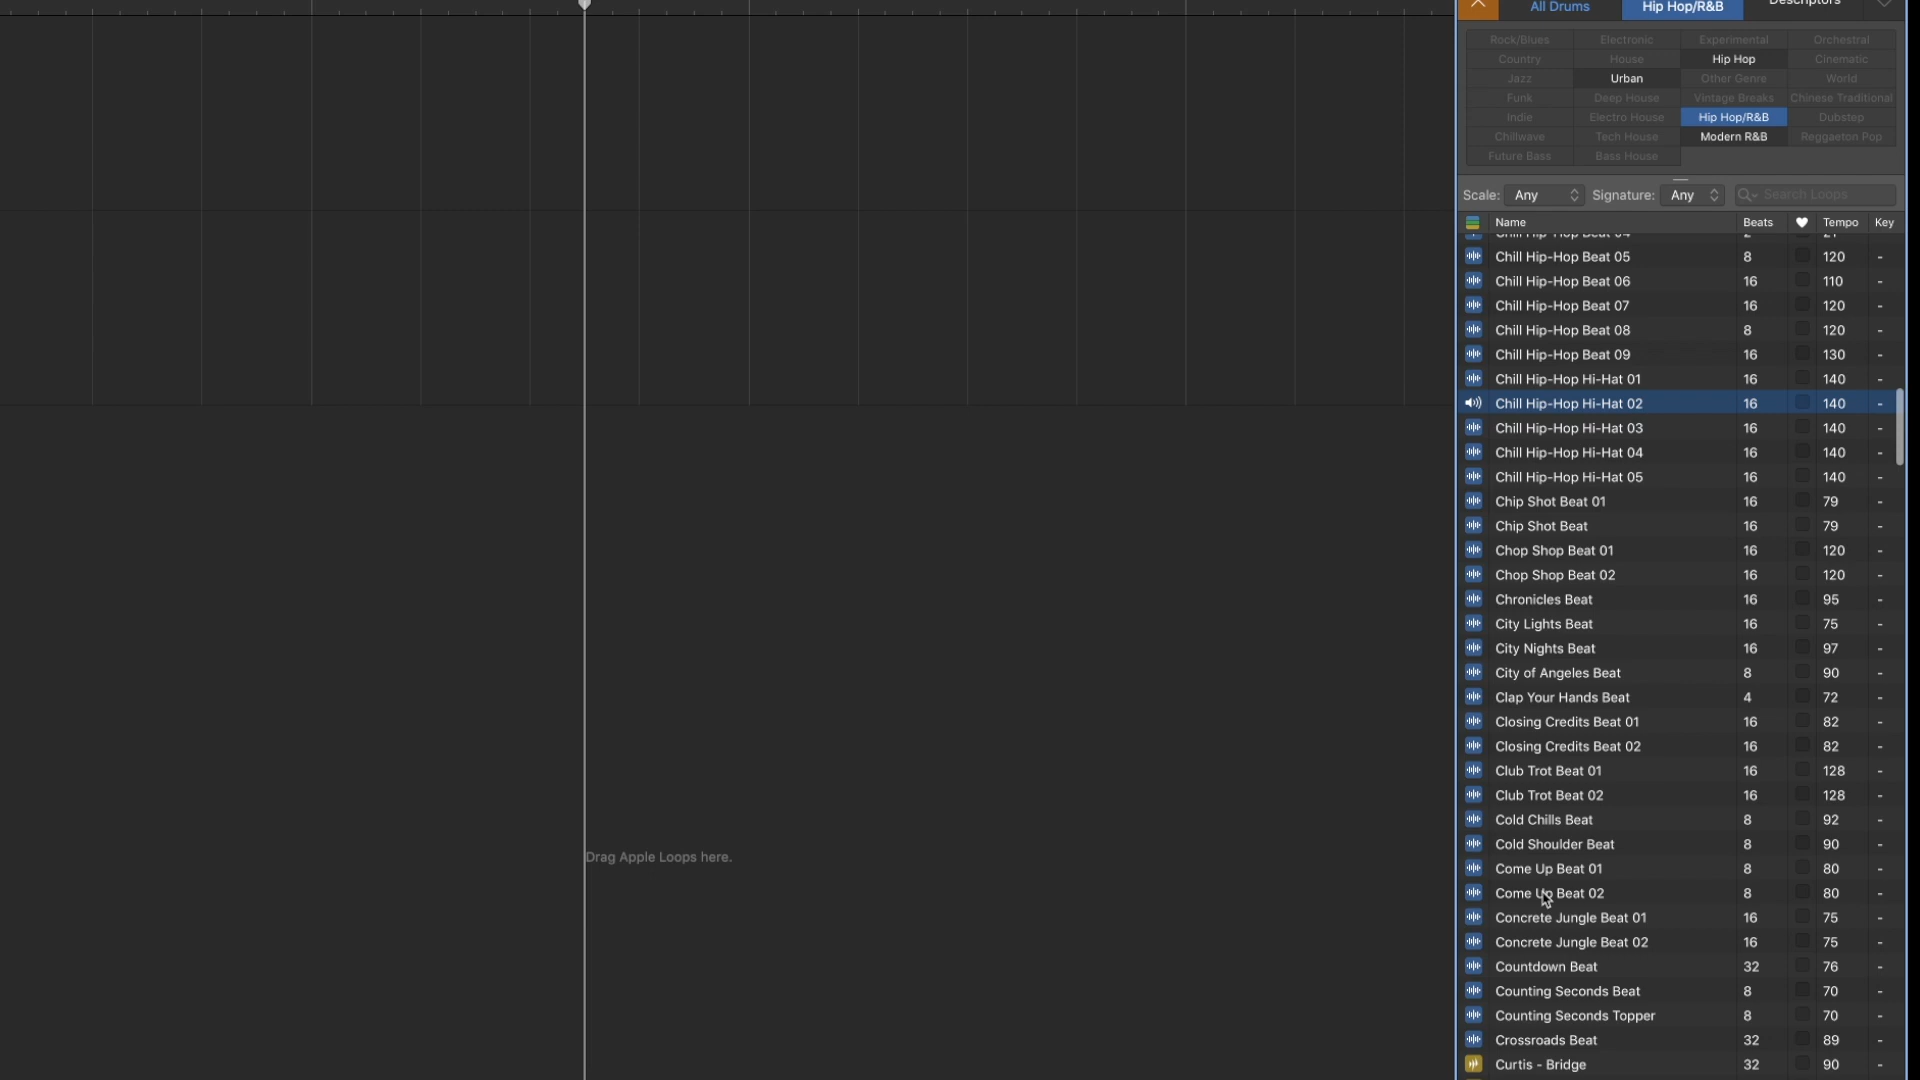 All Drums Hip Hop/R&B Descriptors
Rock/Blues Electronic Experimental Orchestral
Country House Hip Hop Cinematic
Jazz Urban Other Genre World
Funk Deep House Vintage Breaks Chinese Traditional
Indie Electro House Hip Hop/R&B Dubstep
Chillwave Tech House Modern R&B Reggaeton Pop
Future Bass Bass House
Scale: Any Signature: Any Search Loops
Name Beats Tempo Key
Chill Hip-Hop Beat 04 2 21
Chill Hip-Hop Beat 05 8 120 -
Chill Hip-Hop Beat 06 16 110 -
Chill Hip-Hop Beat 07 16 120 -
Chill Hip-Hop Beat 08 8 120 -
Chill Hip-Hop Beat 09 16 130 -
Chill Hip-Hop Hi-Hat 01 16 140 -
Chill Hip-Hop Hi-Hat 02 16 140 -
Chill Hip-Hop Hi-Hat 03 16 140 -
Chill Hip-Hop Hi-Hat 04 16 140 -
Chill Hip-Hop Hi-Hat 05 16 140 -
Chip Shot Beat 01 16 79 -
Chip Shot Beat 16 79 -
Chop Shop Beat 01 16 120 -
Chop Shop Beat 02 16 120 -
Chronicles Beat 16 95 -
City Lights Beat 16 75 -
City Nights Beat 16 97 -
City of Angeles Beat 8 90 -
Clap Your Hands Beat 4 72 -
Closing Credits Beat 01 16 82 -
Closing Credits Beat 02 16 82 -
Club Trot Beat 01 16 128 -
Club Trot Beat 02 16 128 -
Cold Chills Beat 8 92 -
Cold Shoulder Beat 8 90 -
Come Up Beat 01 8 80 -
Come Up Beat 02 8 80 -
Concrete Jungle Beat 01 16 75 -
Concrete Jungle Beat 02 16 75 -
Countdown Beat 32 76 -
Counting Seconds Beat 8 70 -
Counting Seconds Topper 8 70 -
Crossroads Beat 32 89 -
Curtis - Bridge 32 90 -
Drag Apple Loops here.